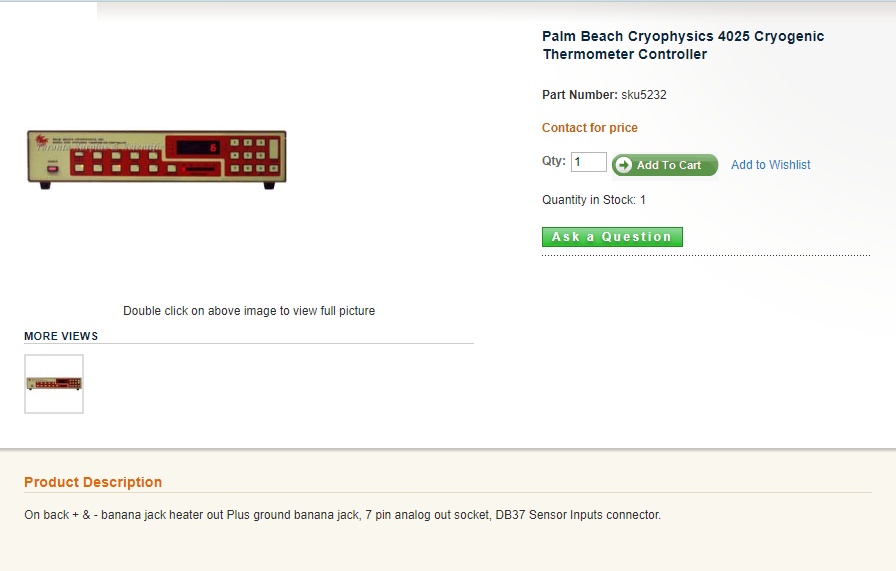 Palm Beach Cryophysics 4025 Cryogenic
Thermometer Controller
Part Number: sku5232
Contact for price
Qty: 1 Add To Cart Add to Wishlist
Quantity in Stock: 1
Ask a Question
6
Double click on above image to view full picture
MORE VIEWS
Product Description
On back + & - banana jack heater out Plus ground banana jack, 7 pin analog out socket, DB37 Sensor Inputs connector.